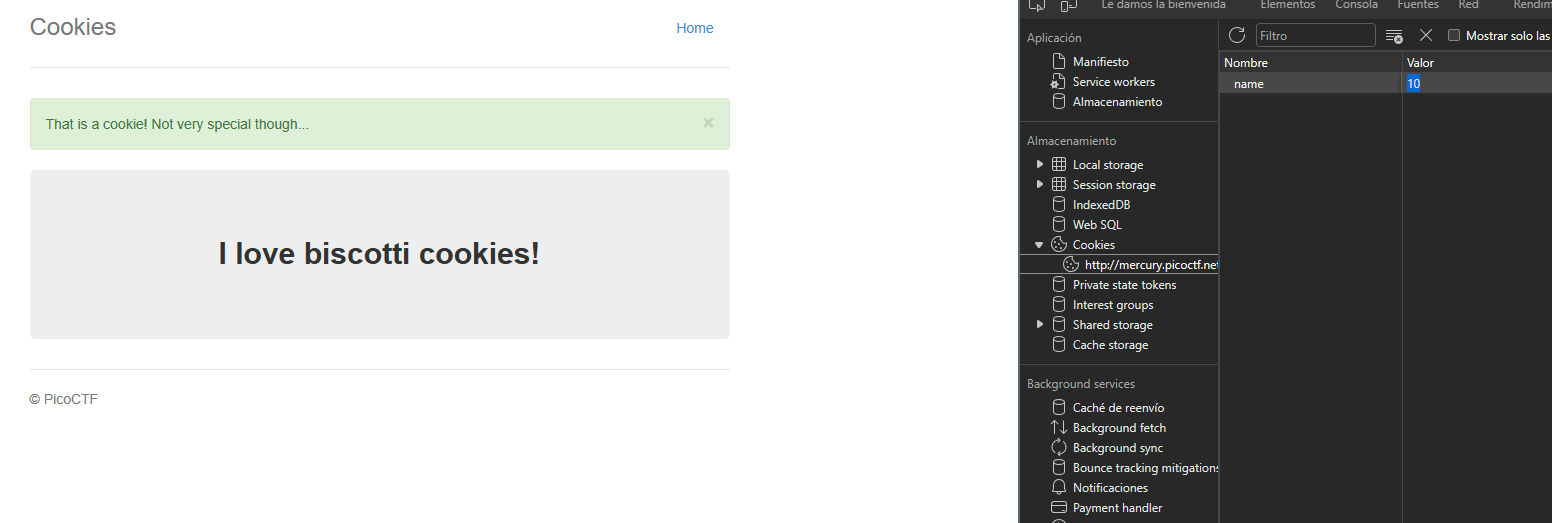 Cookies
Home
That is a cookie! Not very special though...
×
I love biscotti cookies!
© PicoCTF
Le damos la bienvenida
Elementos
Consola
Fuentes
Red
Rendim
Aplicación
Manifiesto
Service workers
Almacenamiento
Almacenamiento
Local storage
Session storage
IndexedDB
Web SQL
Cookies
http://mercury.picoctf.net
Private state tokens
Interest groups
Shared storage
Cache storage
Background services
Caché de reenvío
Background fetch
Background sync
Bounce tracking mitigations
Notificaciones
Payment handler
Filtro
Mostrar solo las
Nombre
Valor
name
10